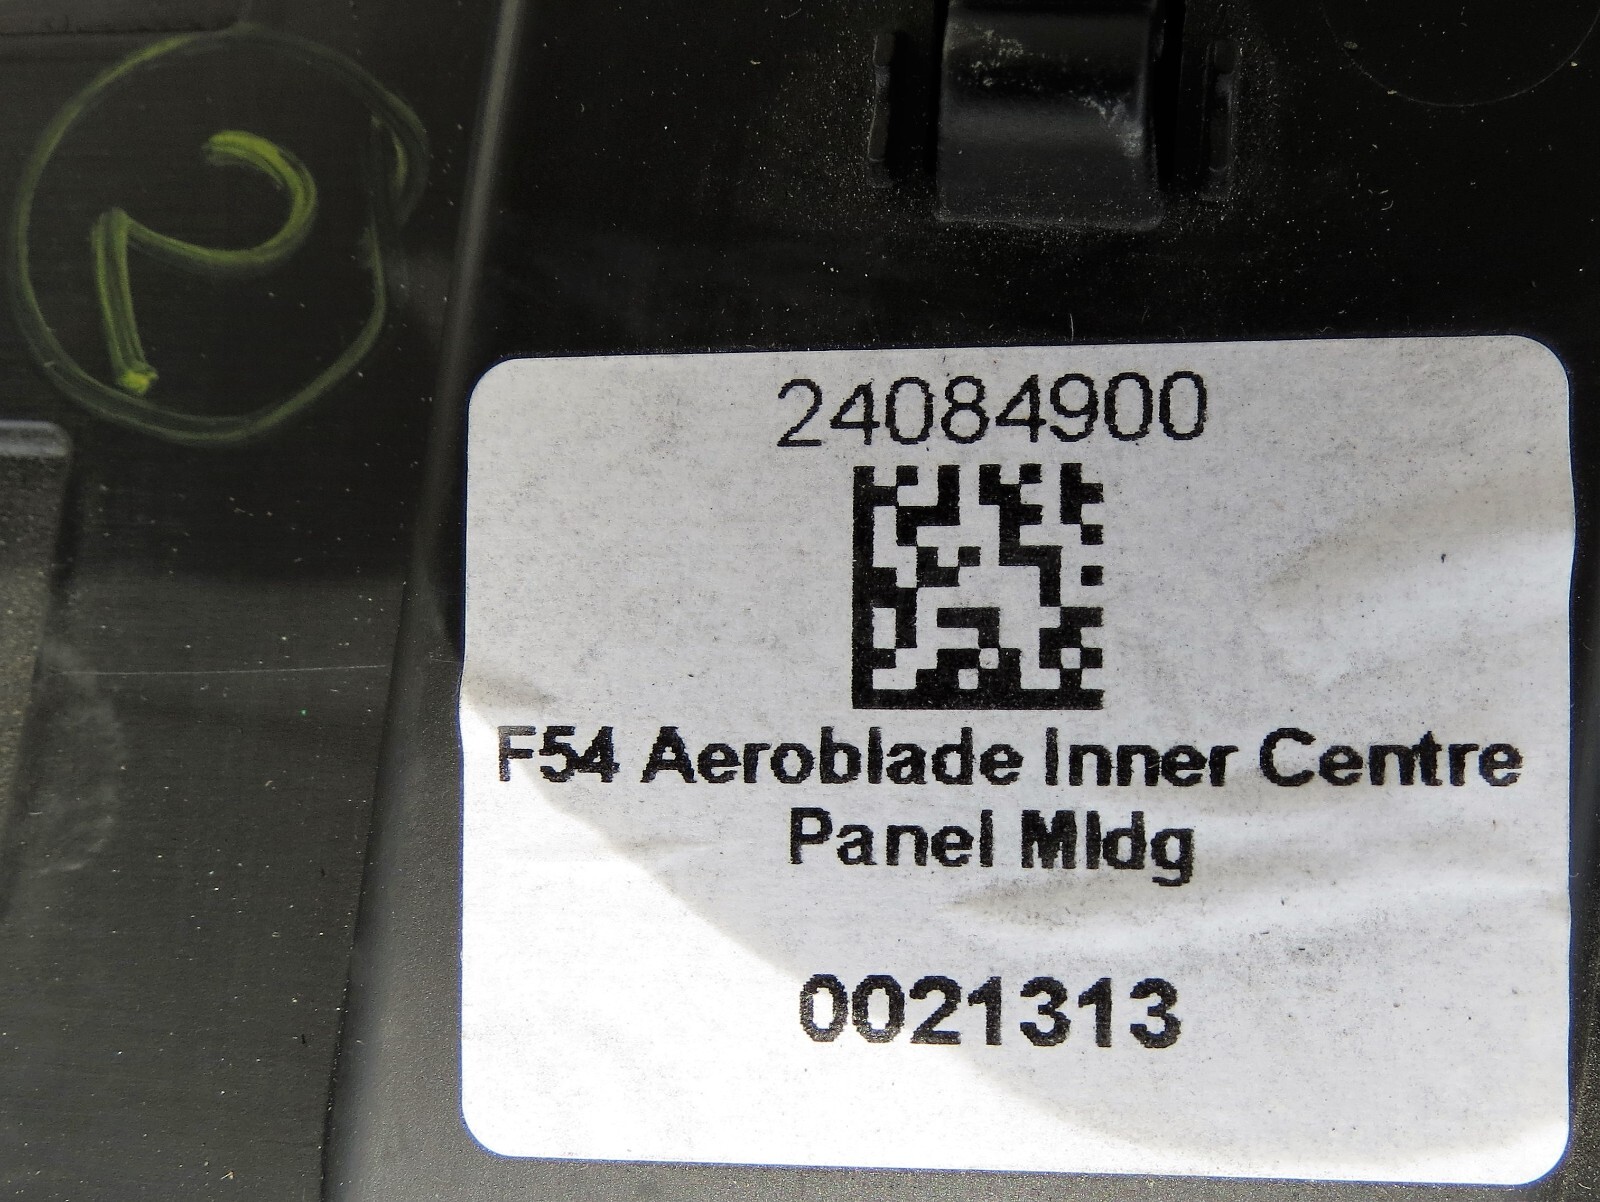 24084900
F54 Aeroblade Inner Centre
Panel Mldg
0021313